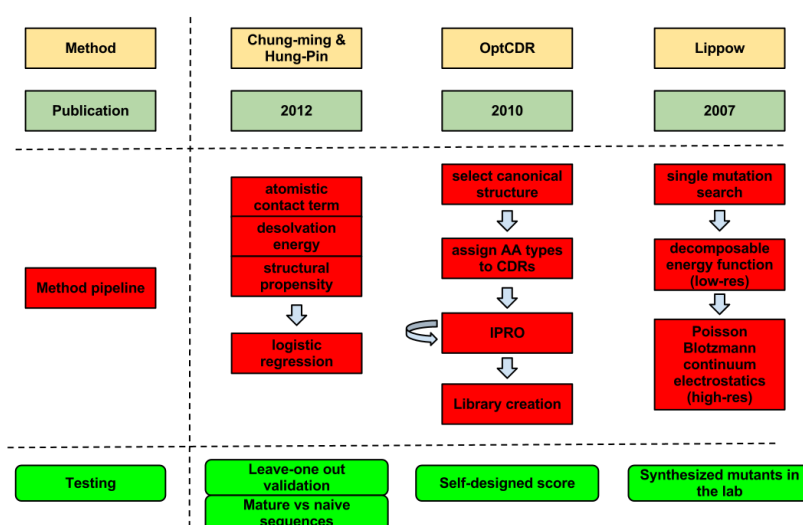 Method
Chung-ming &
Hung-Pin
OptCDR
Lippow
Publication
2012
2010
2007
Method pipeline
atomistic
contact term
desolvation
energy
structural
propensity
logistic
regression
select canonical
structure
assign AA types
to CDRs
IPRO
Library creation
single mutation
search
decomposable
energy function
(low-res)
Poisson
Blotzmann
continuum
electrostatics
(high-res)
Testing
Leave-one out
validation
Mature vs naive
sequences
Self-designed score
Synthesized mutants in
the lab